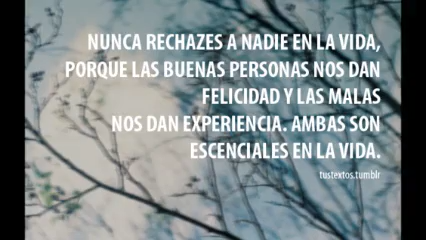 NUNCA RECHAZES A NADIE EN LA VIDA,
PORQUE LAS BUENAS PERSONAS NOS DAN
FELICIDAD Y LAS MALAS
NOS DAN EXPERIENCIA. AMBAS SON
ESCENCIALES EN LA VIDA.
tustextos.tumblr